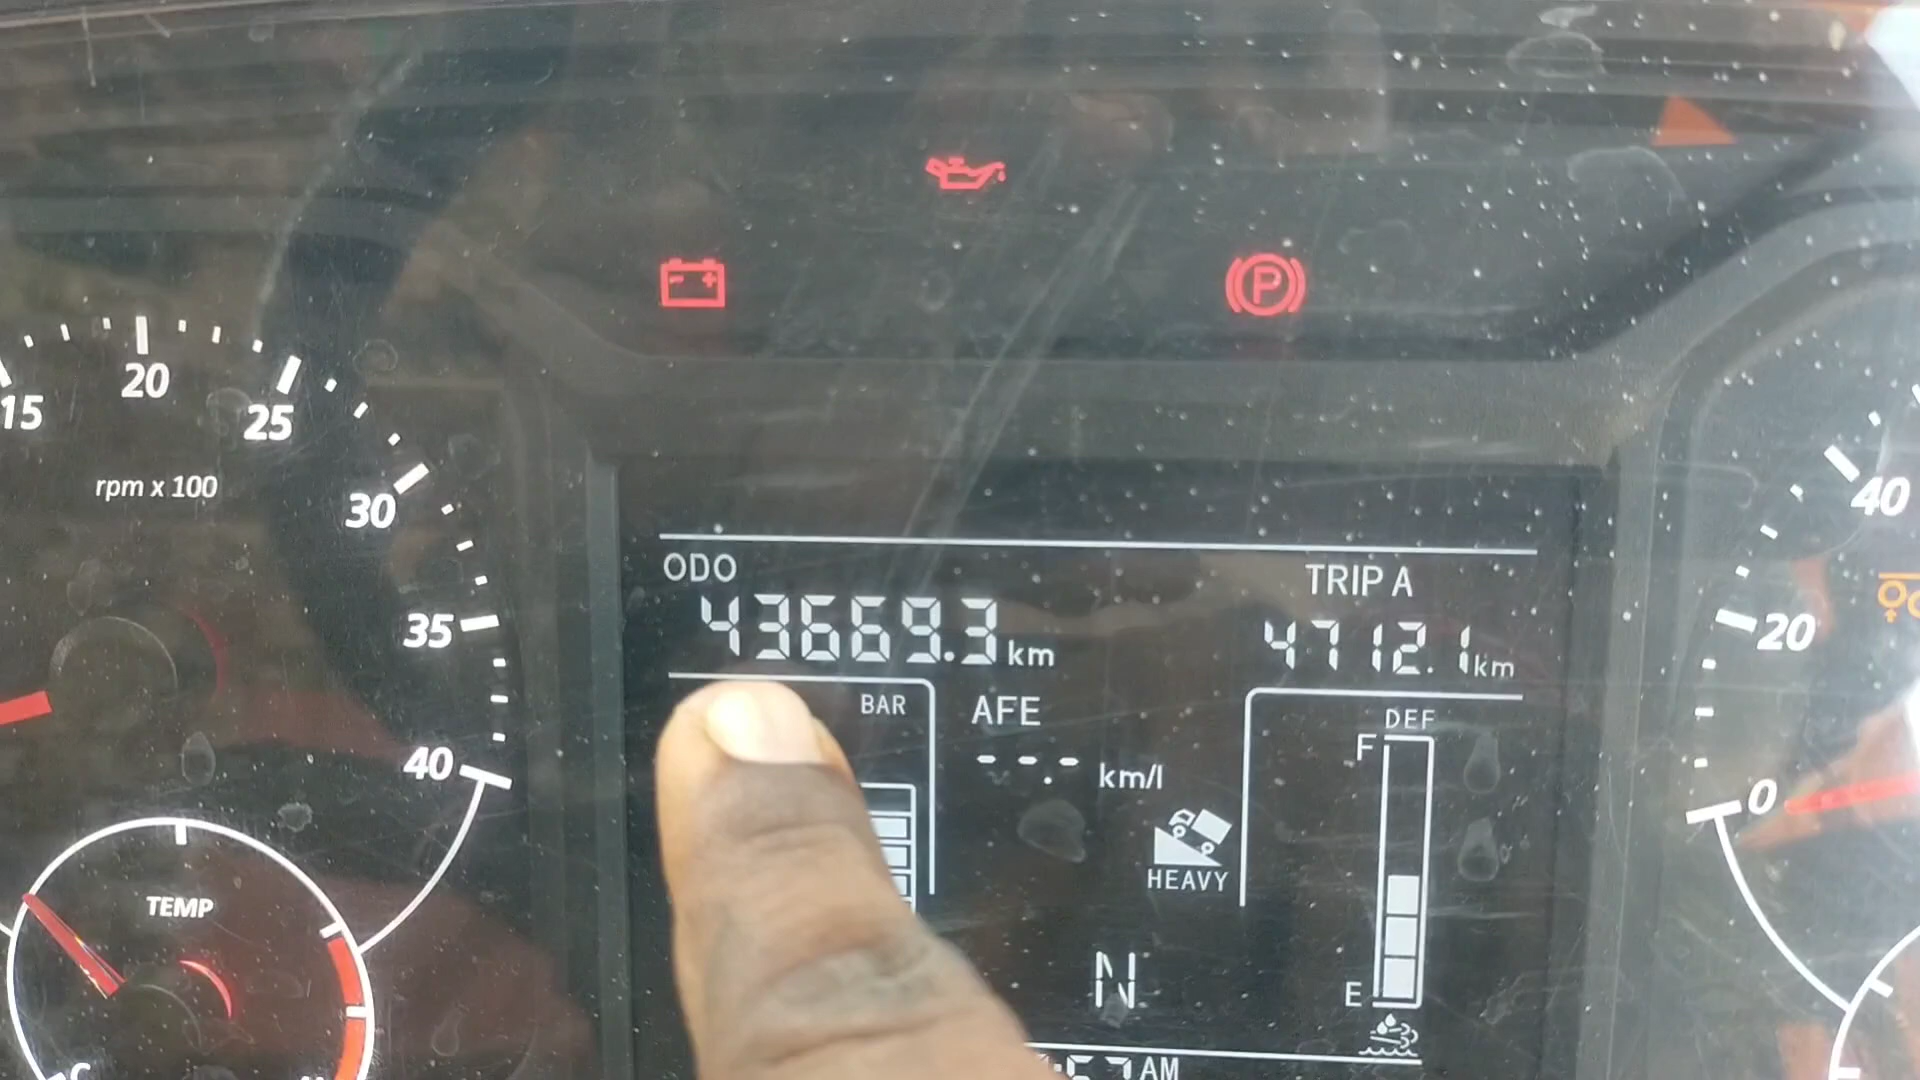 15
20
25
rpm x 100
30
35
40
TEMP
C
P
ODO
43669.3 km
TRIP A
4712.1 km
BAR
AFE
--.- km/l
DEF
F
HEAVY
E
N
AM
40
20
0